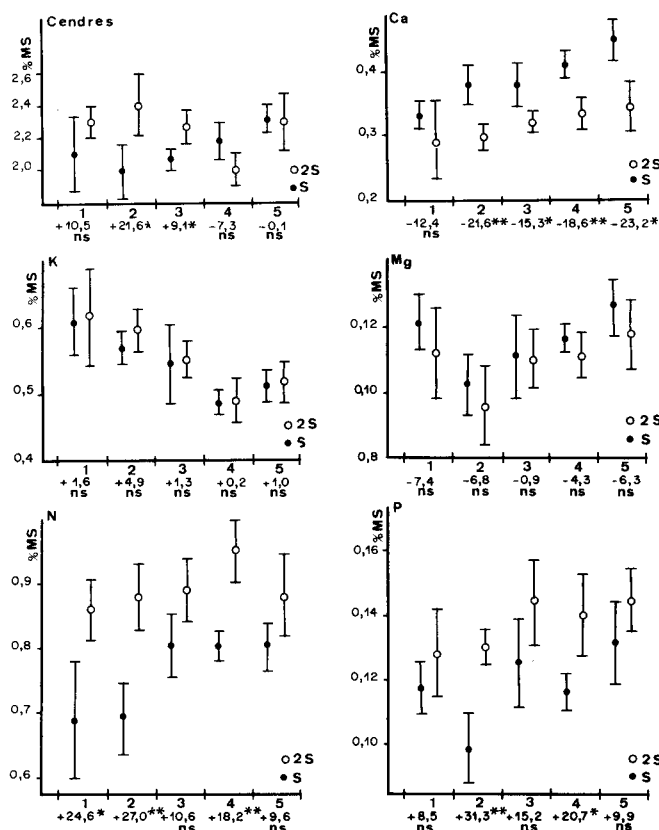 Cendres
% MS
2,6
2,4
2,2
2,0
2S
S
1 2 3 4 5
+10,5 +21,6* +9,1* -7,3 -0,1
ns ns ns
Ca
% MS
0,4
0,3
0,2
2S
S
1 2 3 4 5
-12,4 -21,6** -15,3* -18,6** -23,2*
ns
K
% MS
0,6
0,5
0,4
2S
S
1 2 3 4 5
+1,6 +4,9 +1,3 +0,2 +1,0
ns ns ns ns ns
Mg
% MS
0,12
0,10
0,8
2S
S
1 2 3 4 5
-7,4 -6,8 -0,9 -4,3 -6,3
ns ns ns ns ns
N
% MS
0,9
0,8
0,7
0,6
2S
S
1 2 3 4 5
+24,6* +27,0** +10,6 +18,2** +9,6
ns ns
P
% MS
0,16
0,14
0,12
0,10
2S
S
1 2 3 4 5
+8,5 +31,3** +15,2 +20,7* +9,9
ns ns ns